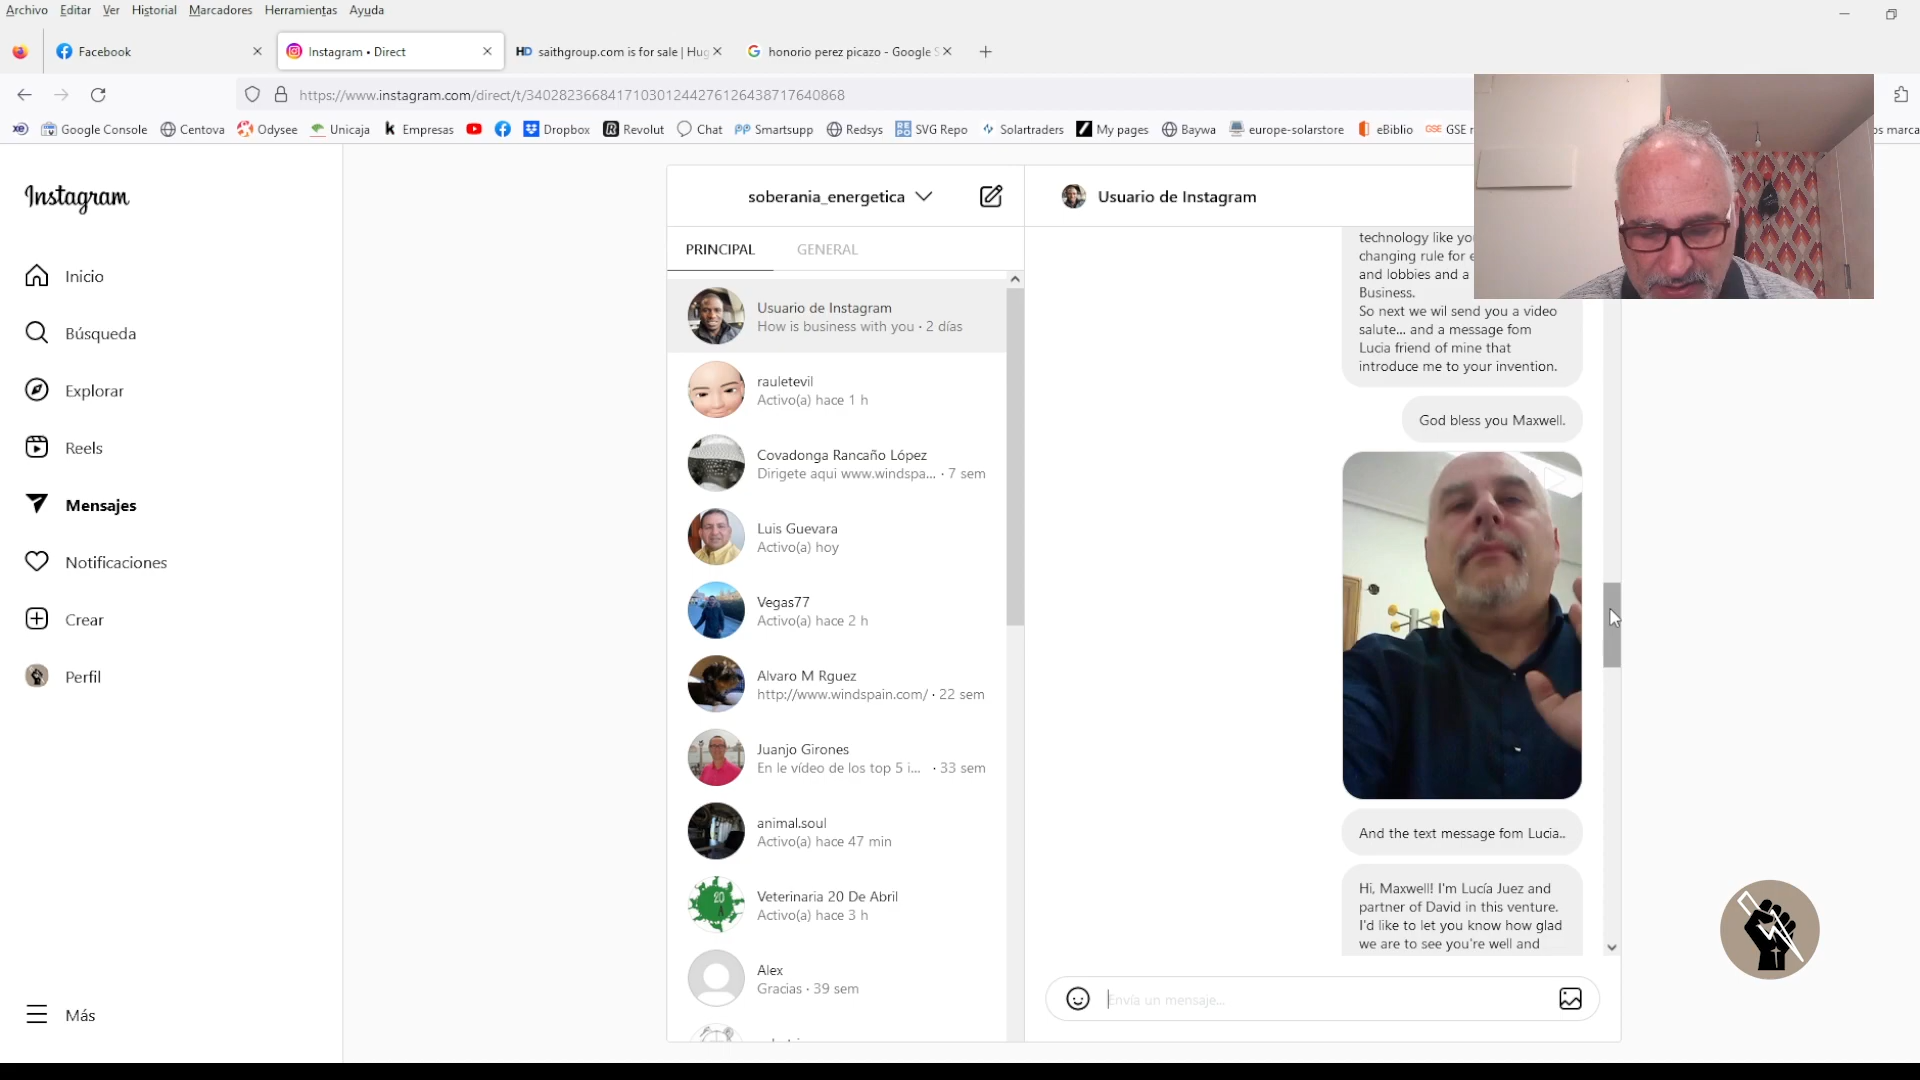 Archivo Editar Ver Historial Marcadores Herramientas Ayuda
Facebook
Instagram • Direct
HD saithgroup.com is for sale | Hug
honorio perez picazo - Google S
https://www.instagram.com/direct/t/340282366841710301244276126438717640868
Google Console Centova Odysee Unicaja Empresas Dropbox Revolut Chat Smartsupp Redsys SVG Repo Solartraders My pages Baywa europe-solarstore eBiblio GSE
Instagram
Inicio
Búsqueda
Explorar
Reels
Mensajes
Notificaciones
Crear
Perfil
Más
soberania_energetica
PRINCIPAL GENERAL
Usuario de Instagram
How is business with you · 2 días
rauletevil
Activo(a) hace 1 h
Covadonga Rancaño López
Dirigete aqui www.windspa... · 7 sem
Luis Guevara
Activo(a) hoy
Vegas77
Activo(a) hace 2 h
Alvaro M Rguez
http://www.windspain.com/ · 22 sem
Juanjo Girones
En le vídeo de los top 5 i... · 33 sem
animal.soul
Activo(a) hace 47 min
Veterinaria 20 De Abril
Activo(a) hace 3 h
Alex
Gracias · 39 sem
Usuario de Instagram
technology like
changing rule for
and lobbies and a
Business.
So next we wil send you a video
salute... and a message fom
Lucia friend of mine that
introduce me to your invention.
God bless you Maxwell.
And the text message fom Lucia..
Hi, Maxwell! I'm Lucía Juez and
partner of David in this venture.
I'd like to let you know how glad
we are to see you're well and
Envía un mensaje...